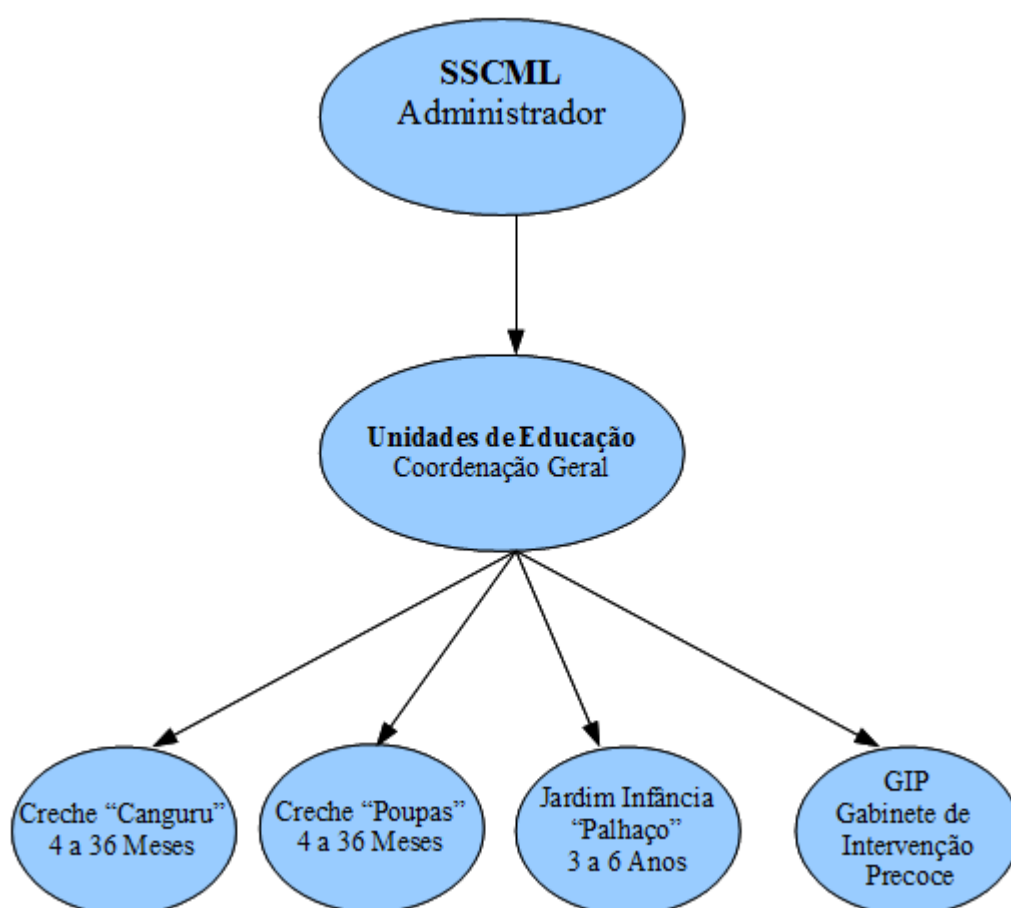 SSCML
Administrador
Unidades de Educação
Coordenação Geral
Creche “Canguru”
4 a 36 Meses
Creche “Poupas”
4 a 36 Meses
Jardim Infância
“Palhaço”
3 a 6 Anos
GIP
Gabinete de
Intervenção
Precoce